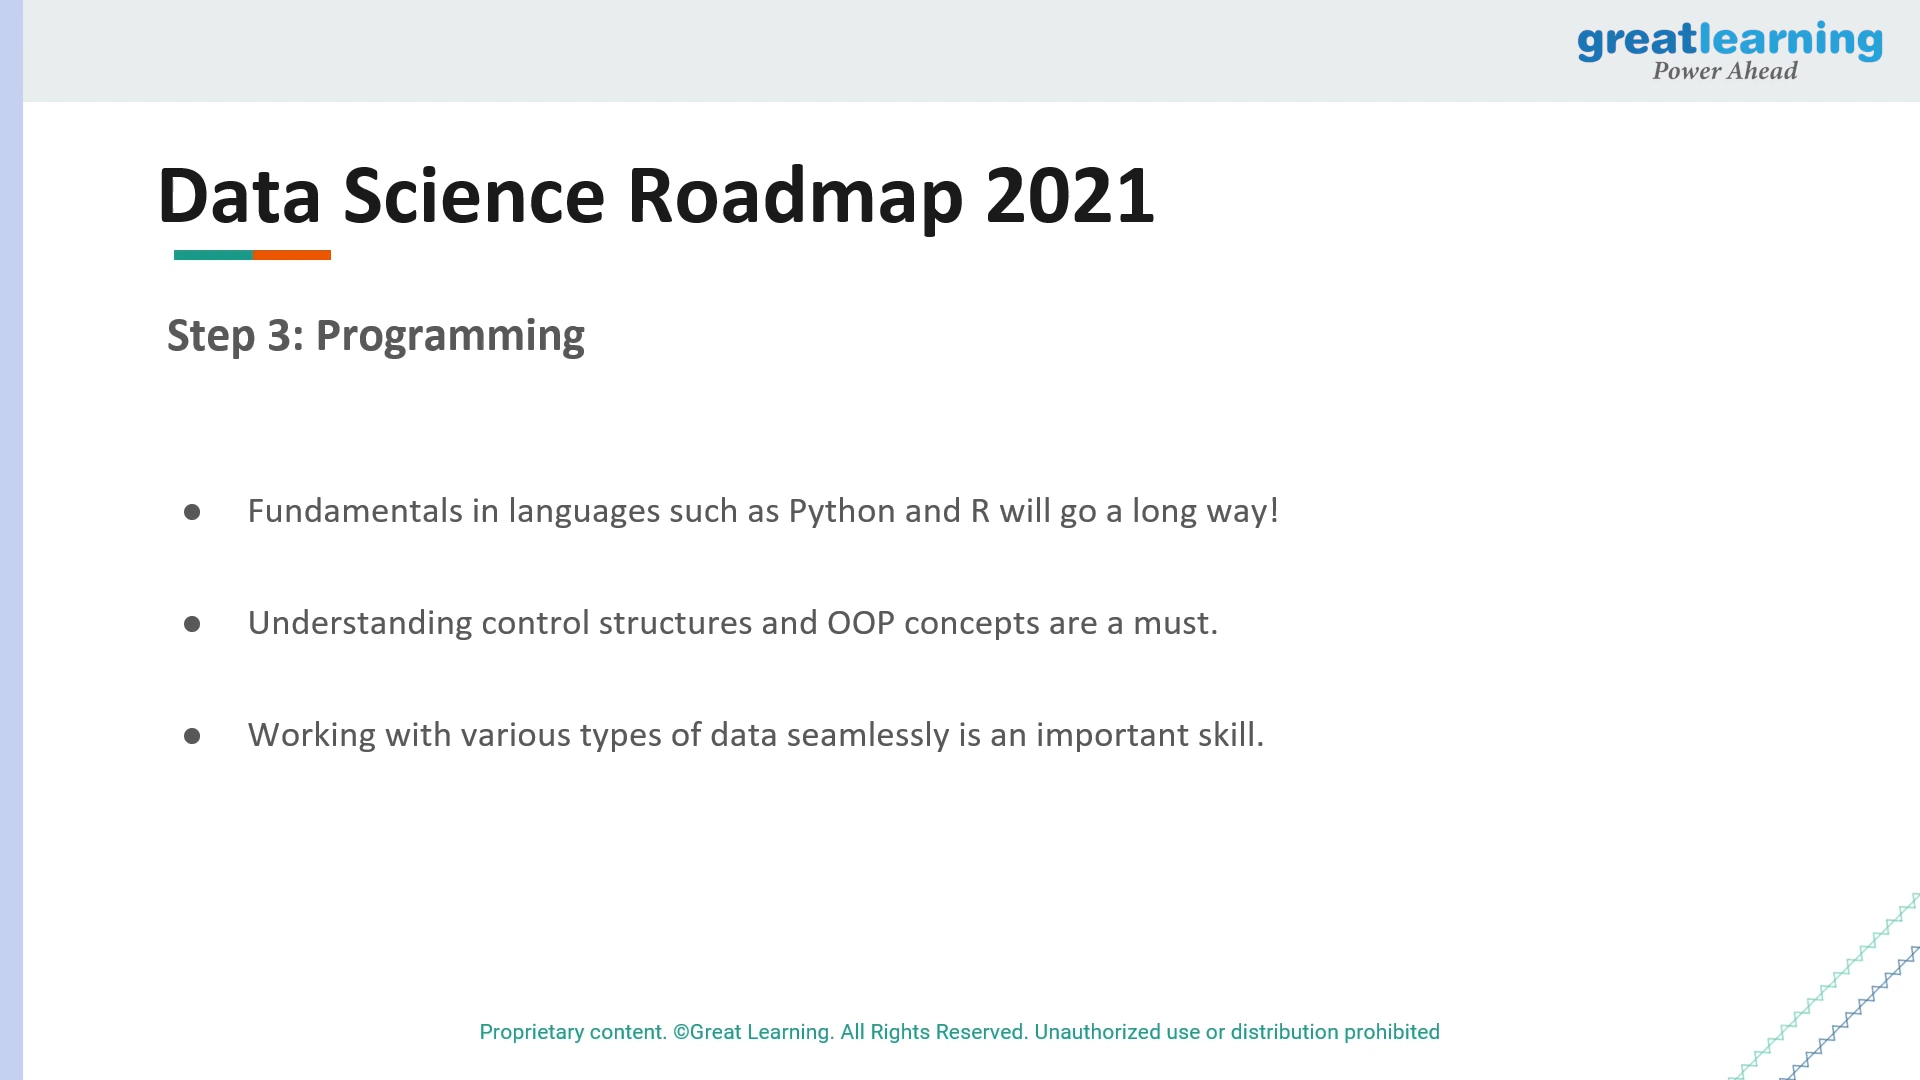 greatlearning
Power Ahead
Data Science Roadmap 2021
Step 3: Programming
● Fundamentals in languages such as Python and R will go a long way!
● Understanding control structures and OOP concepts are a must.
● Working with various types of data seamlessly is an important skill.
Proprietary content. ©Great Learning. All Rights Reserved. Unauthorized use or distribution prohibited